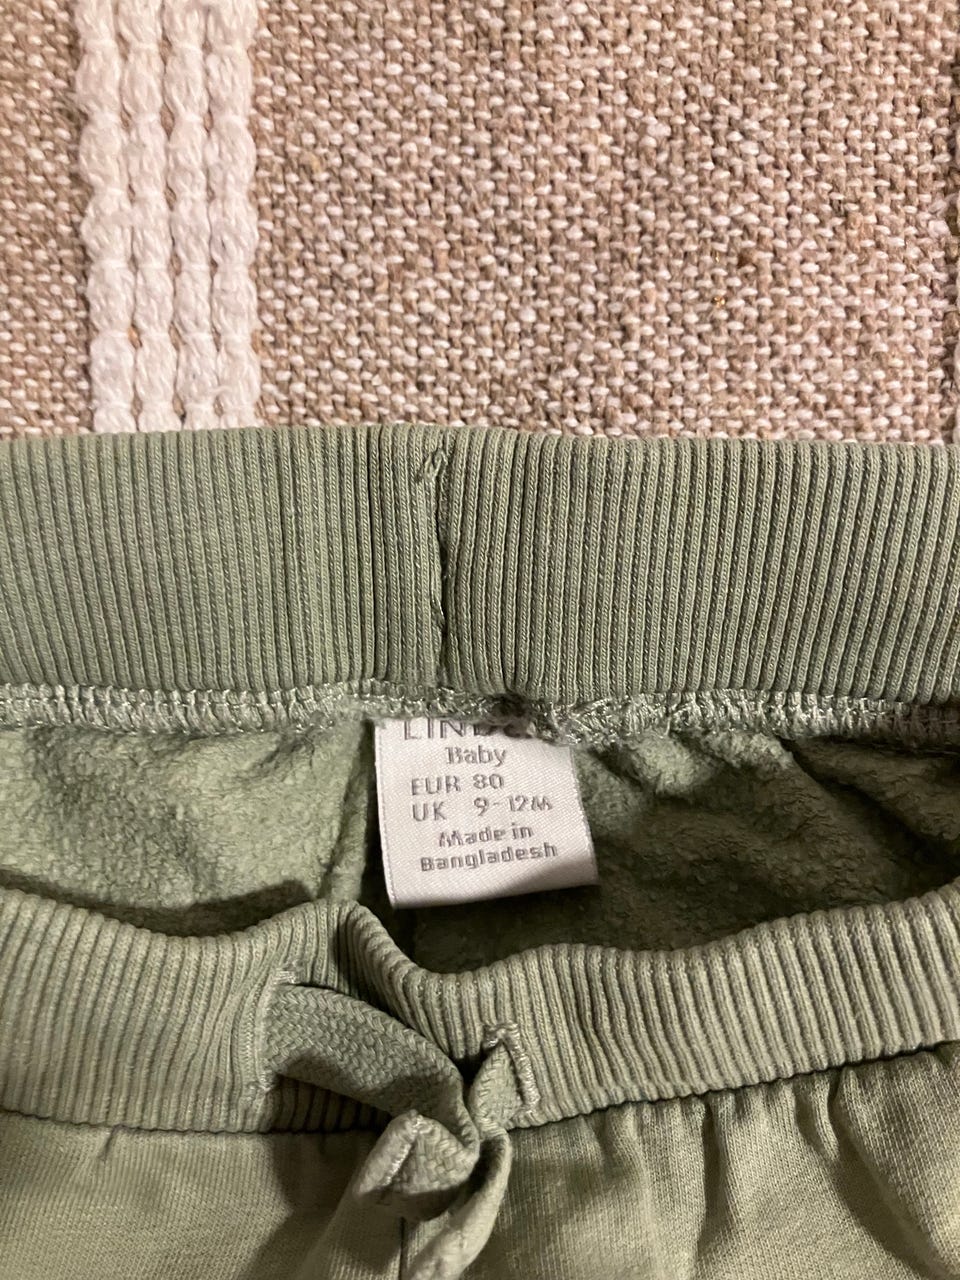 Baby
EUR 80
UK 9-12M
Made in
Bangladesh